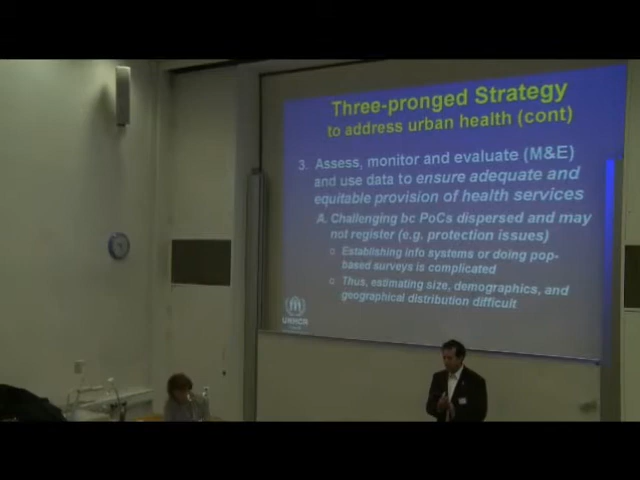 Three-pronged Strategy
to address urban health (cont)
3. Assess, monitor and evaluate (M&E)
and use data to ensure adequate and
equitable provision of health services
A. Challenging bc PoCs dispersed and may
not register (e.g. protection issues)
o Establishing info systems or doing pop-
based surveys is complicated
o Thus, estimating size, demographics, and
geographical distribution difficult
UNHCR